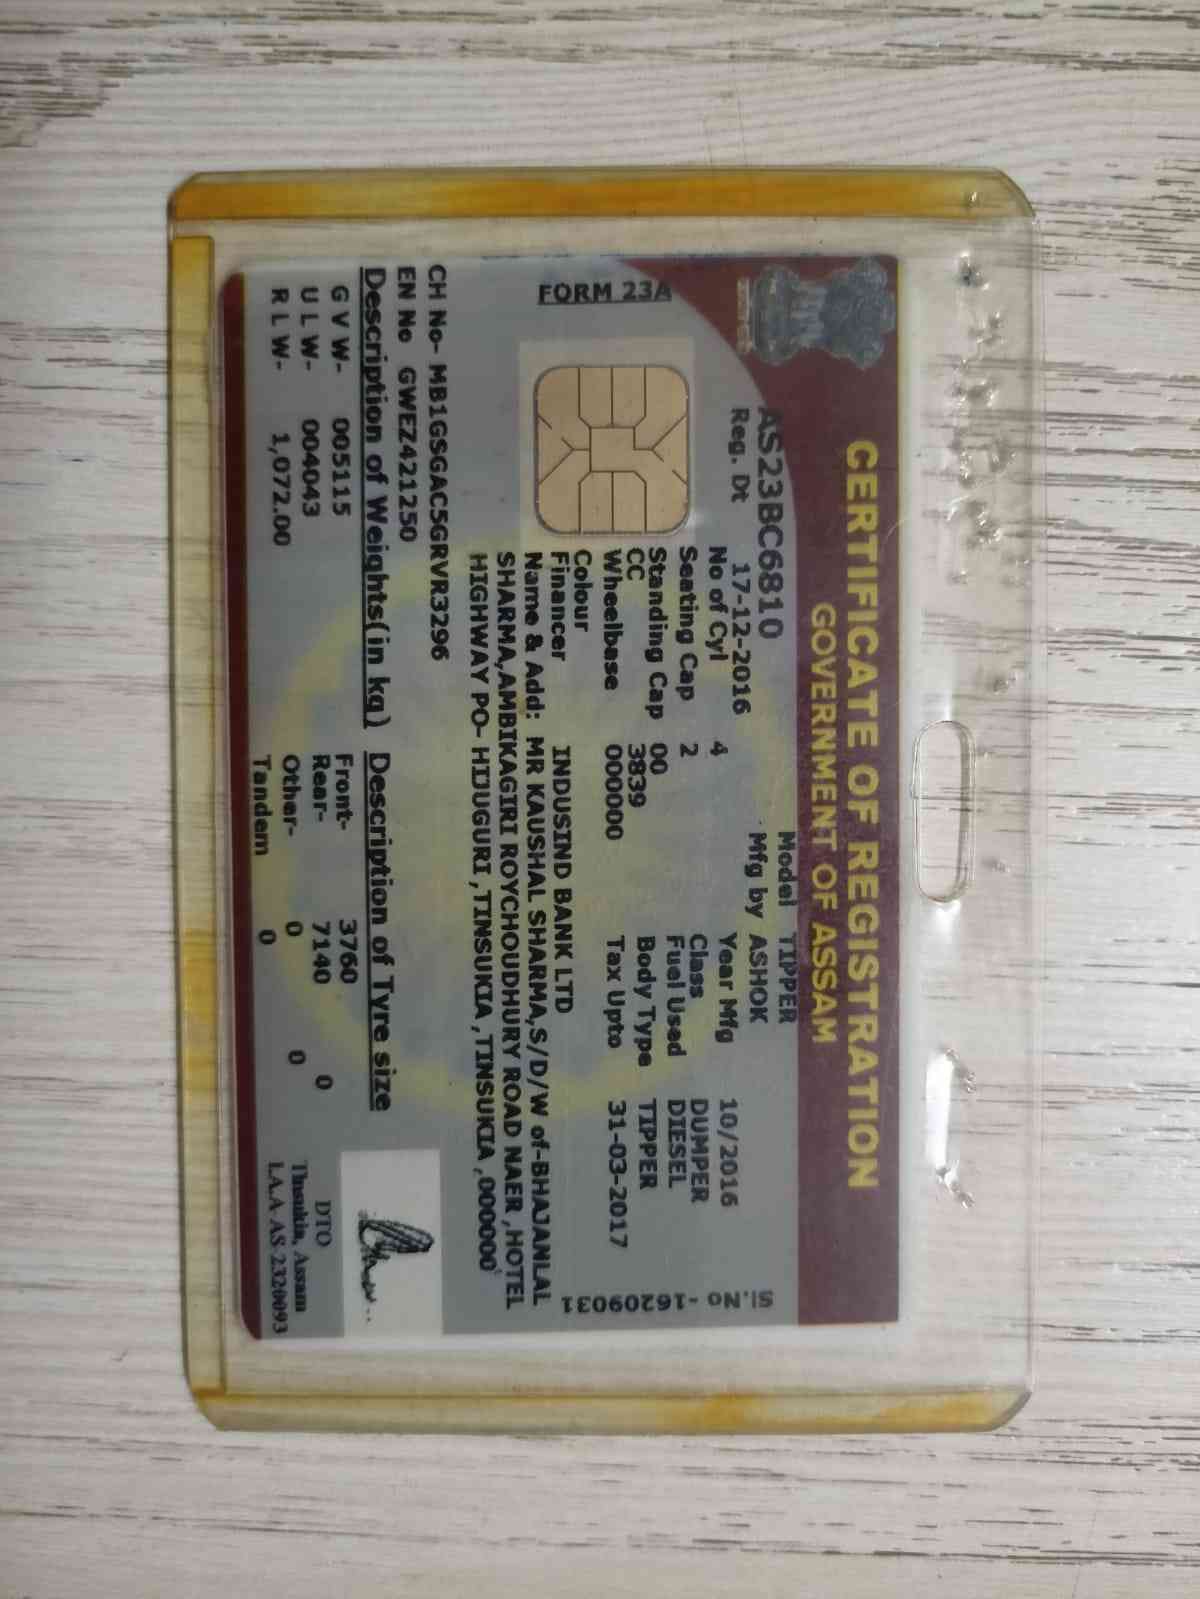 CERTIFICATE OF REGISTRATION
GOVERNMENT OF ASSAM
AS23BC6810
Model TIPPER
Reg. Dt 17-12-2016
Mfg by ASHOK
FORM 23A
No of Cyl 4
Year Mfg 10/2016
Seating Cap 2
Class DUMPER
Standing Cap 00
Fuel Used DIESEL
CC 3839
Body Type TIPPER
Wheelbase 000000
Tax Upto 31-03-2017
Colour
Financer INDUSIND BANK LTD
Name & Add: MR KAUSHAL SHARMA,S/D/W of-BHAJANLAL
SHARMA,AMBIKAGIRI ROYCHOUDHURY ROAD NAER ,HOTEL
HIGHWAY PO- HIJUGURI ,TINSUKIA ,TINSUKIA ,000000
Sl.No -16209031
CH No- MB1GSGAC5GRVR3296
EN No GWEZ421250
Description of Weights(in kg) Description of Tyre size
G V W- 005115 Front- 3760 0
U L W- 004043 Rear- 7140
R L W- 1,072.00 Other- 0 0
Tandem 0
DTO
Tinsukia, Assam
I.A.A AS 2320093